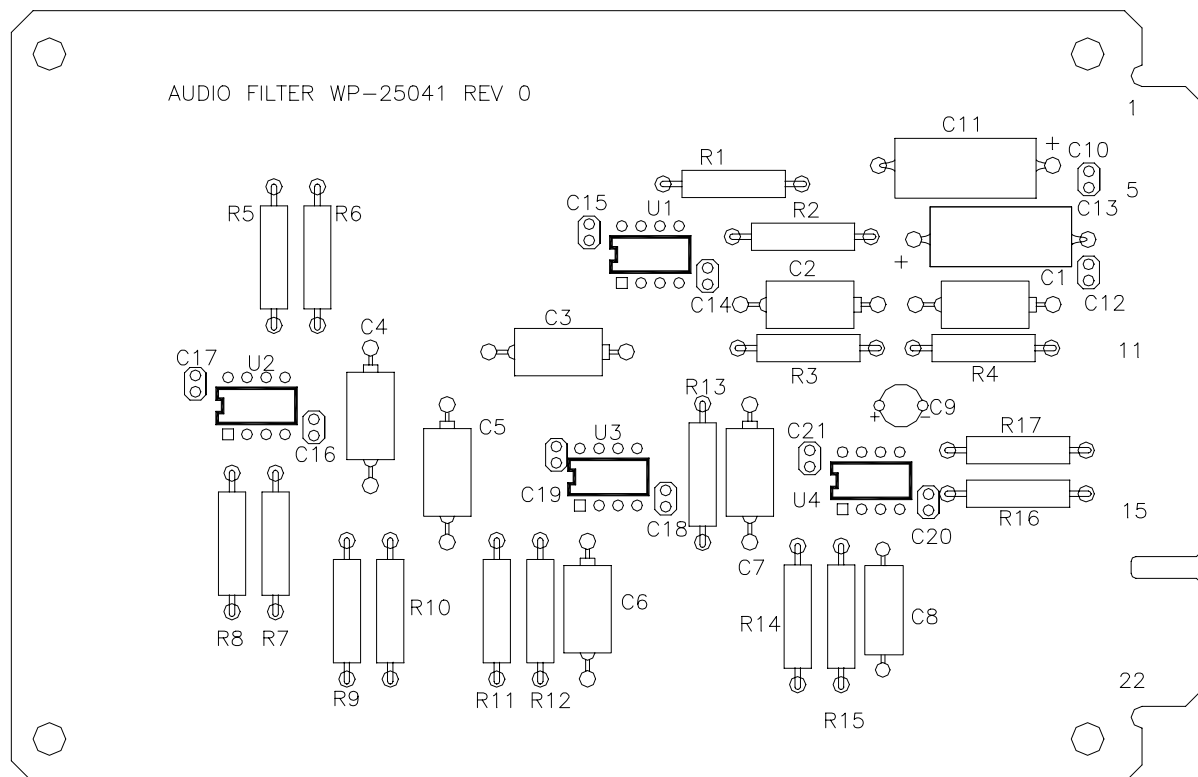 AUDIO FILTER WP-25041 REV 0
1
C11
+
C10
R1
5
R5
R6
C15
U1
R2
C13
+
C1
C2
C14
C12
C3
C4
11
C17
U2
R3
R4
R13
C9
+
-
C5
U3
C21
R17
C16
C19
U4
C18
R16
15
C20
C7
R10
C6
R14
C8
R8
R7
22
R9
R11
R12
R15